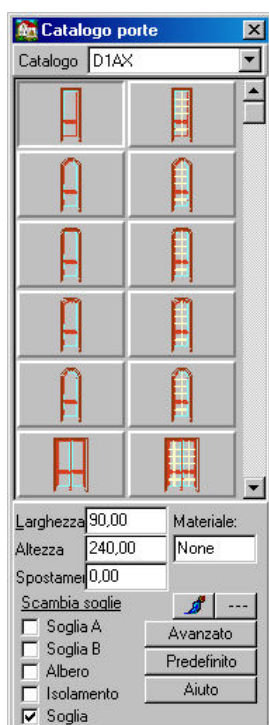 Catalogo porte
Catalogo D1AX
Larghezza 90,00 Materiale:
Altezza 240,00 None
Spostamei 0,00
Scambia soglie ---
Soglia A Avanzato
Soglia B Predefinito
Albero Aiuto
Isolamento
Soglia